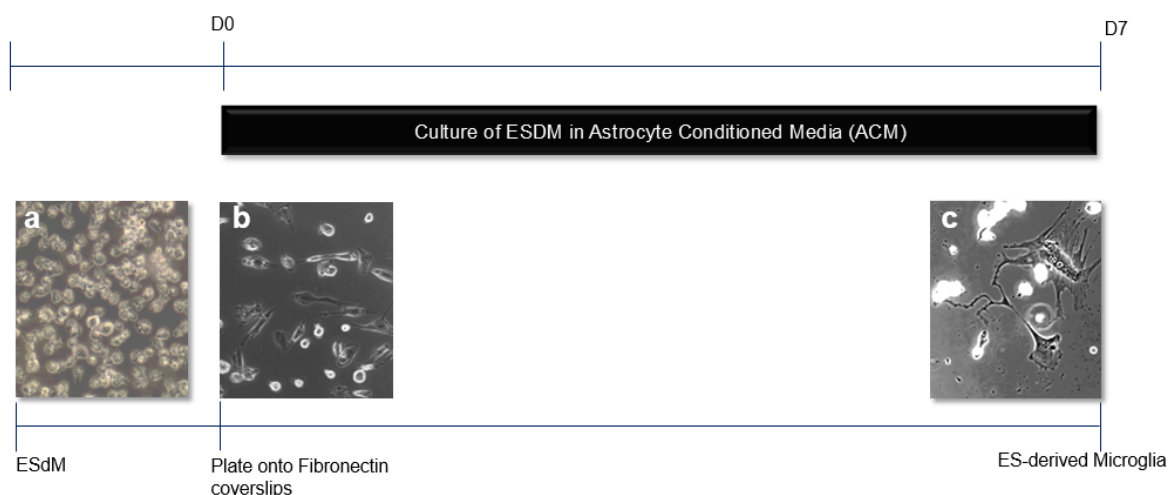 D0
D7
Culture of ESDM in Astrocyte Conditioned Media (ACM)
a
b
c
ESdM
Plate onto Fibronectin
coverslips
ES-derived Microglia